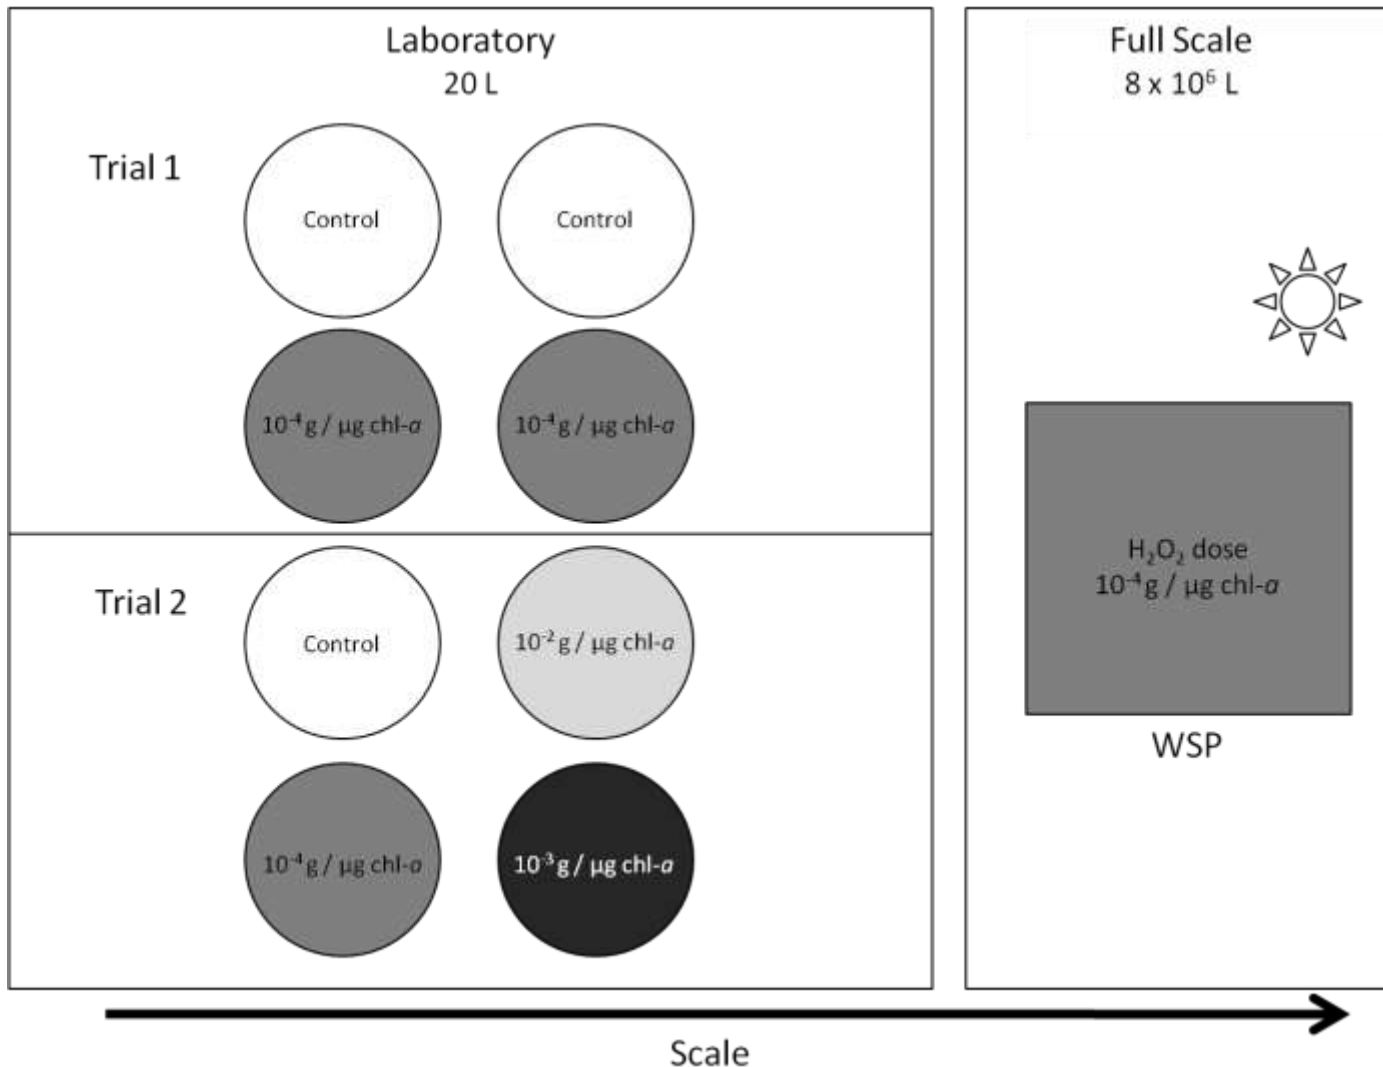 Laboratory
20 L
Trial 1
Control
Control
10⁻⁴ g / µg chl-a
10⁻⁴ g / µg chl-a
Trial 2
Control
10⁻² g / µg chl-a
10⁻⁴ g / µg chl-a
10⁻³ g / µg chl-a
Full Scale
8 x 10⁶ L
H₂O₂ dose
10⁻⁴ g / µg chl-a
WSP
Scale